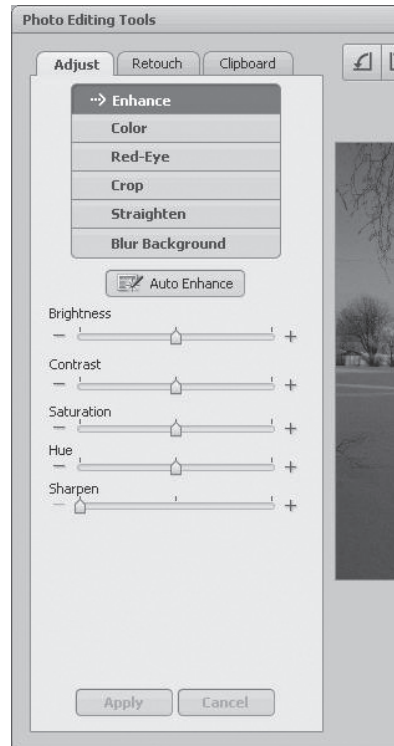 Photo Editing Tools
Adjust Retouch Clipboard
Enhance
Color
Red-Eye
Crop
Straighten
Blur Background
Auto Enhance
Brightness
− +
Contrast
− +
Saturation
− +
Hue
− +
Sharpen
− +
Apply Cancel